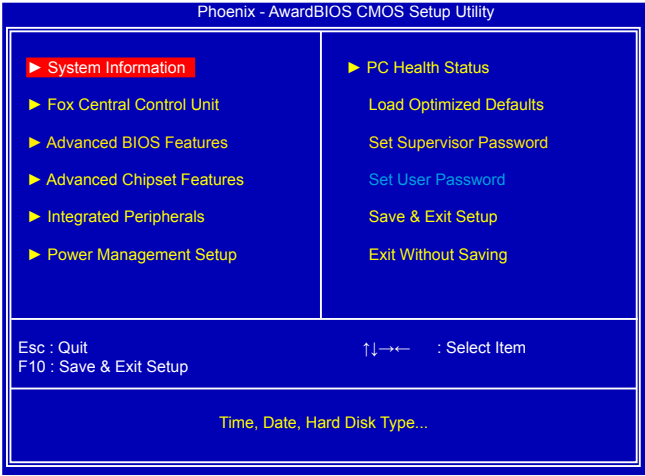 Phoenix - AwardBIOS CMOS Setup Utility
► System Information
► Fox Central Control Unit
► Advanced BIOS Features
► Advanced Chipset Features
► Integrated Peripherals
► Power Management Setup
► PC Health Status
Load Optimized Defaults
Set Supervisor Password
Set User Password
Save & Exit Setup
Exit Without Saving
Esc : Quit
F10 : Save & Exit Setup
↑↓→← : Select Item
Time, Date, Hard Disk Type...